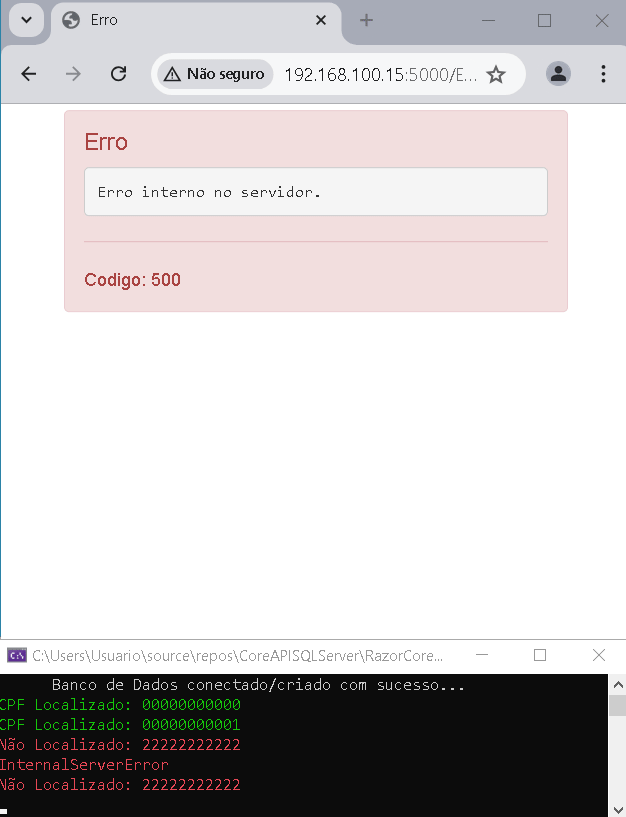 Erro
Não seguro
192.168.100.15:5000/E...
Erro
Erro interno no servidor.
Codigo: 500
C:\Users\Usuario\source\repos\CoreAPISQLServer\RazorCore...
Banco de Dados conectado/criado com sucesso...
CPF Localizado: 00000000000
CPF Localizado: 00000000001
Não Localizado: 22222222222
InternalServerError
Não Localizado: 22222222222